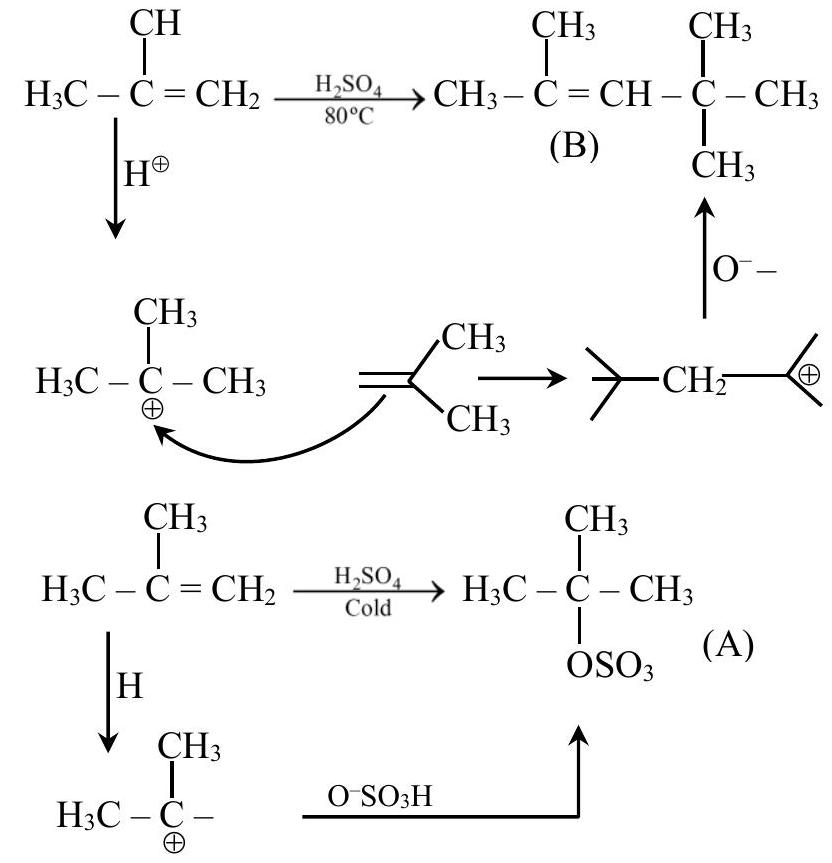 CH CH₃ CH₃
H₃C – C = CH₂ H₂SO₄ 80°C CH₃ – C = CH – C – CH₃
(B) CH₃
H⊕
O⁻ –
CH₃ CH₃
H₃C – C – CH₃ CH₂ ⊕
⊕ CH₃
CH₃ CH₃
H₃C – C = CH₂ H₂SO₄ Cold H₃C – C – CH₃
OSO₃ (A)
H
CH₃
H₃C – C – O⁻SO₃H
⊕